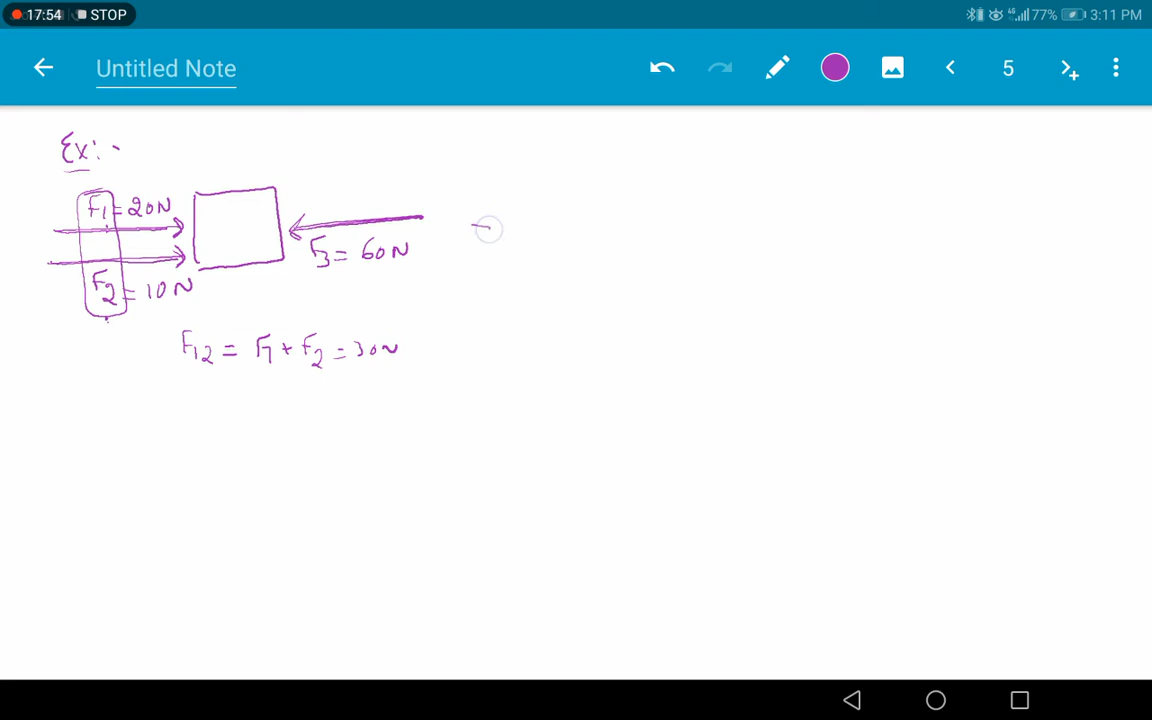 17:54 STOP 77% 3:11 PM
Untitled Note 5
Ex:-
F1 = 20N
F3 = 60N
F2 = 10N
F12 = F1 + F2 = 30N